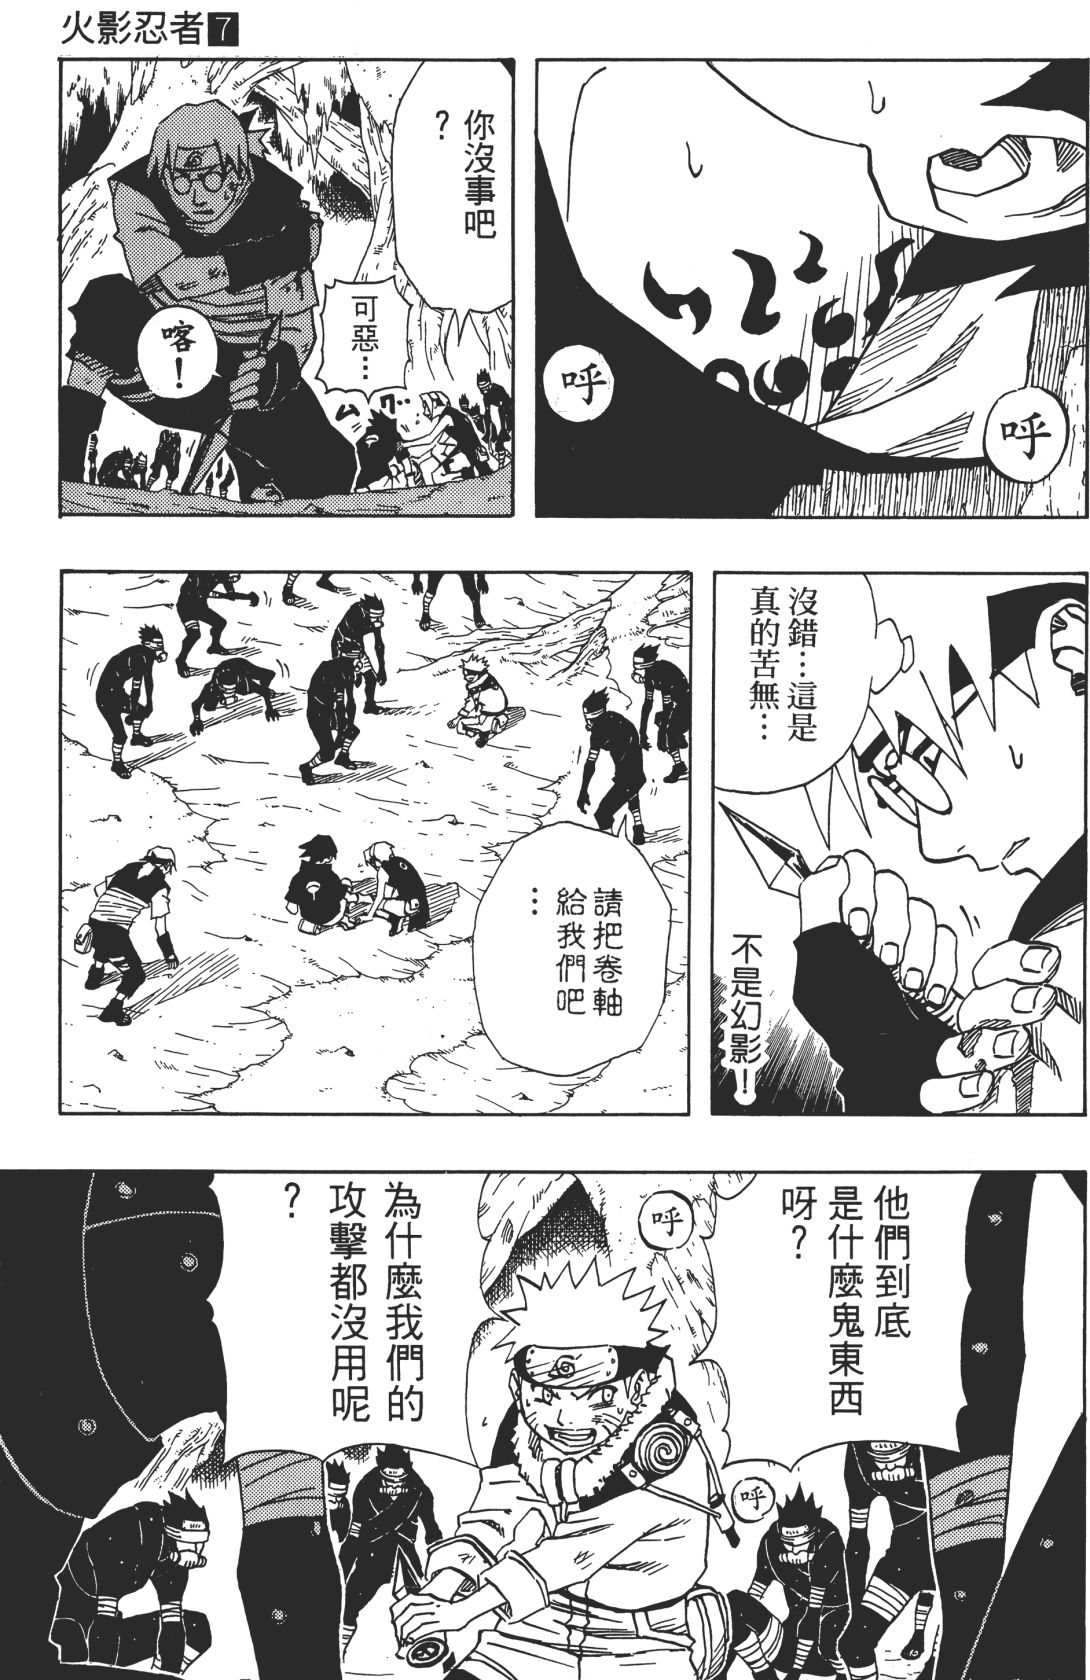 火影忍者7
呼
呼
你沒事吧
？
可惡…
喀！
ムク…
沒錯…這是
真的苦無…
不是幻影！
請把卷軸
給我們吧
…
他們到底
是什麼鬼東西
呀？
呼
呼
為什麼我們的
攻擊都沒用呢
？